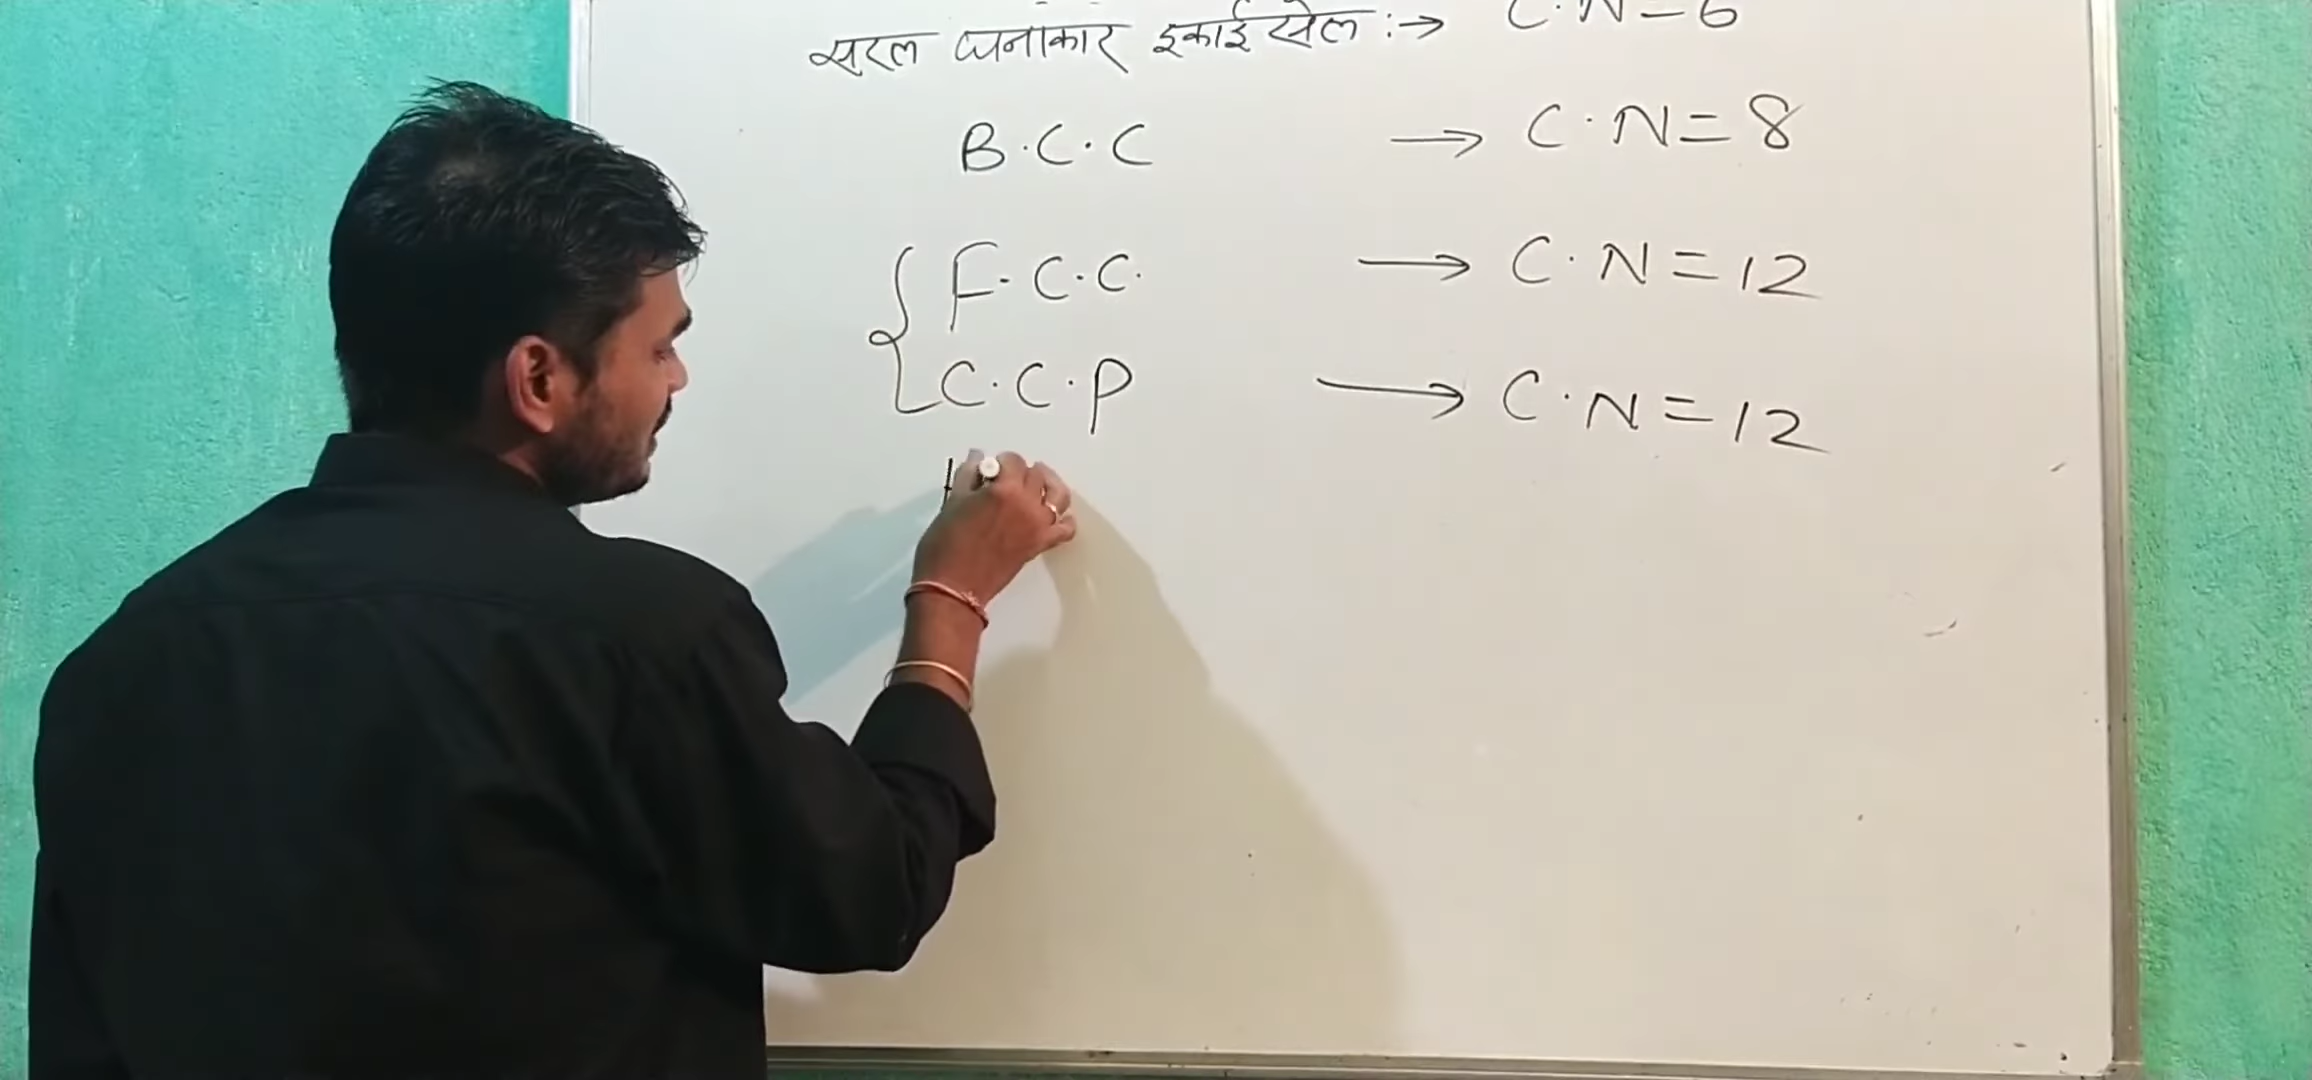 सरल घनाकार इकाई सेल :→ C·N=6
B·C·C → C·N=8
F·C·C· → C·N=12
C·C·P → C·N=12